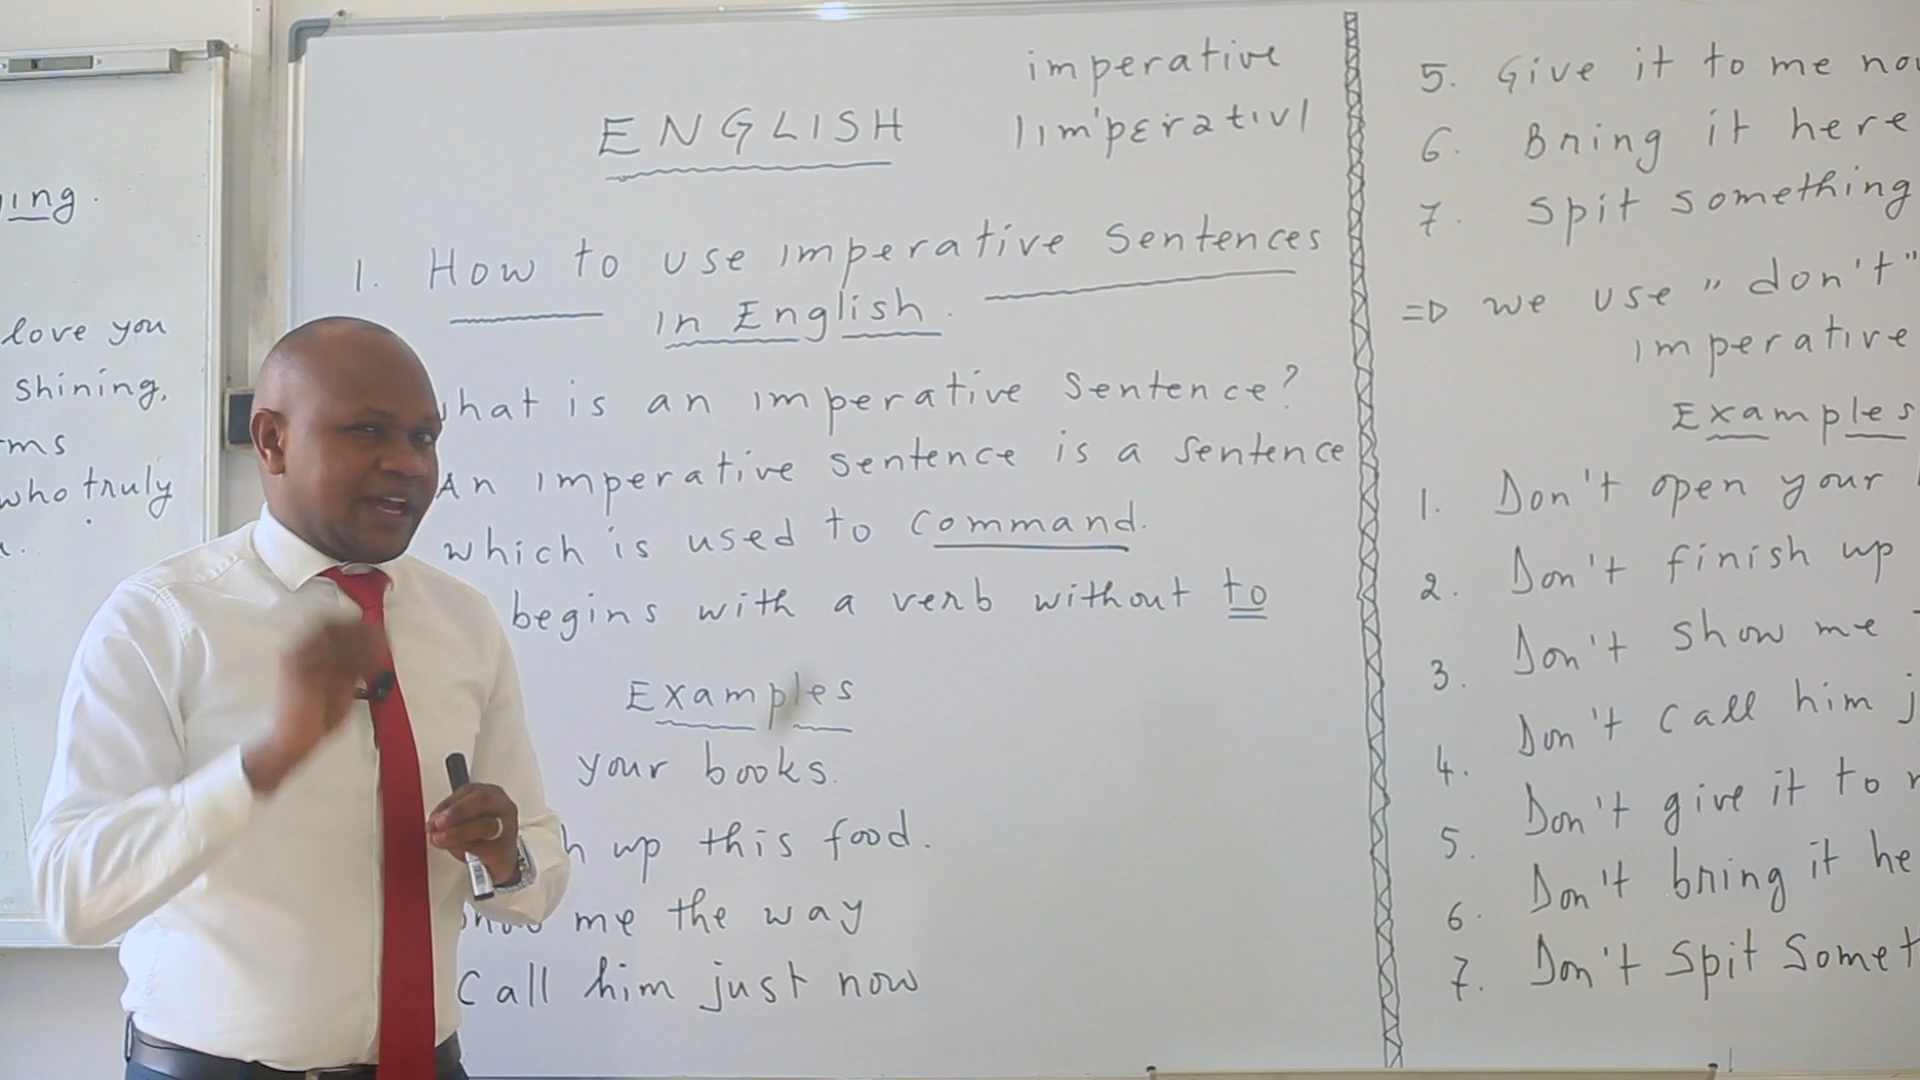 ing.
love you
shining,
who truly
ENGLISH
imperative
|ım'pɛrətıv|
1. How to use imperative sentences
in English.
what is an imperative sentence?
An imperative sentence is a sentence
which is used to command.
begins with a verb without to
Examples
your books.
h up this food.
me the way
Call him just now
5. Give it to me now
6. Bring it here
7. Spit something
=D we use "don't"
imperative
Examples
1. Don't open your
2. Don't finish up
3. Don't show me
4. Don't call him j
5. Don't give it to
6. Don't bring it he
7. Don't spit somet